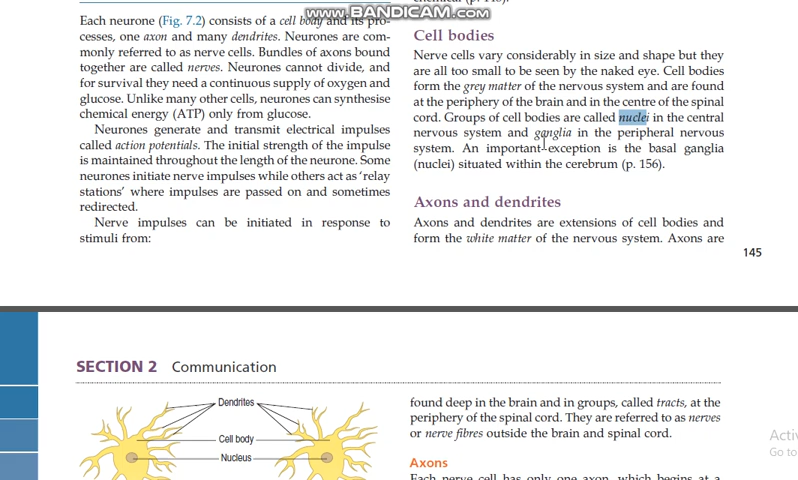 www.BANDICAM.com
Each neurone (Fig. 7.2) consists of a cell body and its pro-
cesses, one axon and many dendrites. Neurones are com-
monly referred to as nerve cells. Bundles of axons bound
together are called nerves. Neurones cannot divide, and
for survival they need a continuous supply of oxygen and
glucose. Unlike many other cells, neurones can synthesise
chemical energy (ATP) only from glucose.
Neurones generate and transmit electrical impulses
called action potentials. The initial strength of the impulse
is maintained throughout the length of the neurone. Some
neurones initiate nerve impulses while others act as ‘relay
stations’ where impulses are passed on and sometimes
redirected.
Nerve impulses can be initiated in response to
stimuli from:
Cell bodies
Nerve cells vary considerably in size and shape but they
are all too small to be seen by the naked eye. Cell bodies
form the grey matter of the nervous system and are found
at the periphery of the brain and in the centre of the spinal
cord. Groups of cell bodies are called nuclei in the central
nervous system and ganglia in the peripheral nervous
system. An important exception is the basal ganglia
(nuclei) situated within the cerebrum (p. 156).
Axons and dendrites
Axons and dendrites are extensions of cell bodies and
form the white matter of the nervous system. Axons are
145
SECTION 2 Communication
Dendrites
Cell body
Nucleus
found deep in the brain and in groups, called tracts, at the
periphery of the spinal cord. They are referred to as nerves
or nerve fibres outside the brain and spinal cord.
Axons
Each nerve cell has only one axon, which begins at a
Go to